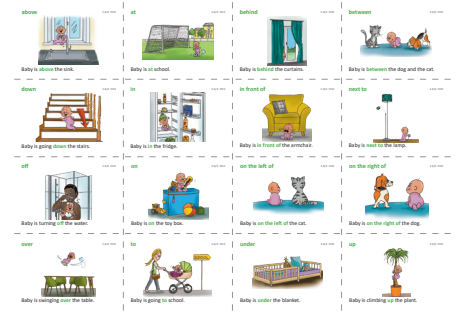 above
Baby is above the sink.
at
Baby is at school.
behind
Baby is behind the curtains.
between
Baby is between the dog and the cat.
down
Baby is going down the stairs.
in
Baby is in the fridge.
in front of
Baby is in front of the armchair.
next to
Baby is next to the lamp.
off
Baby is turning off the water.
on
Baby is on the toy box.
on the left of
Baby is on the left of the cat.
on the right of
Baby is on the right of the dog.
over
Baby is swinging over the table.
to
Baby is going to school.
under
Baby is under the blanket.
up
Baby is climbing up the plant.